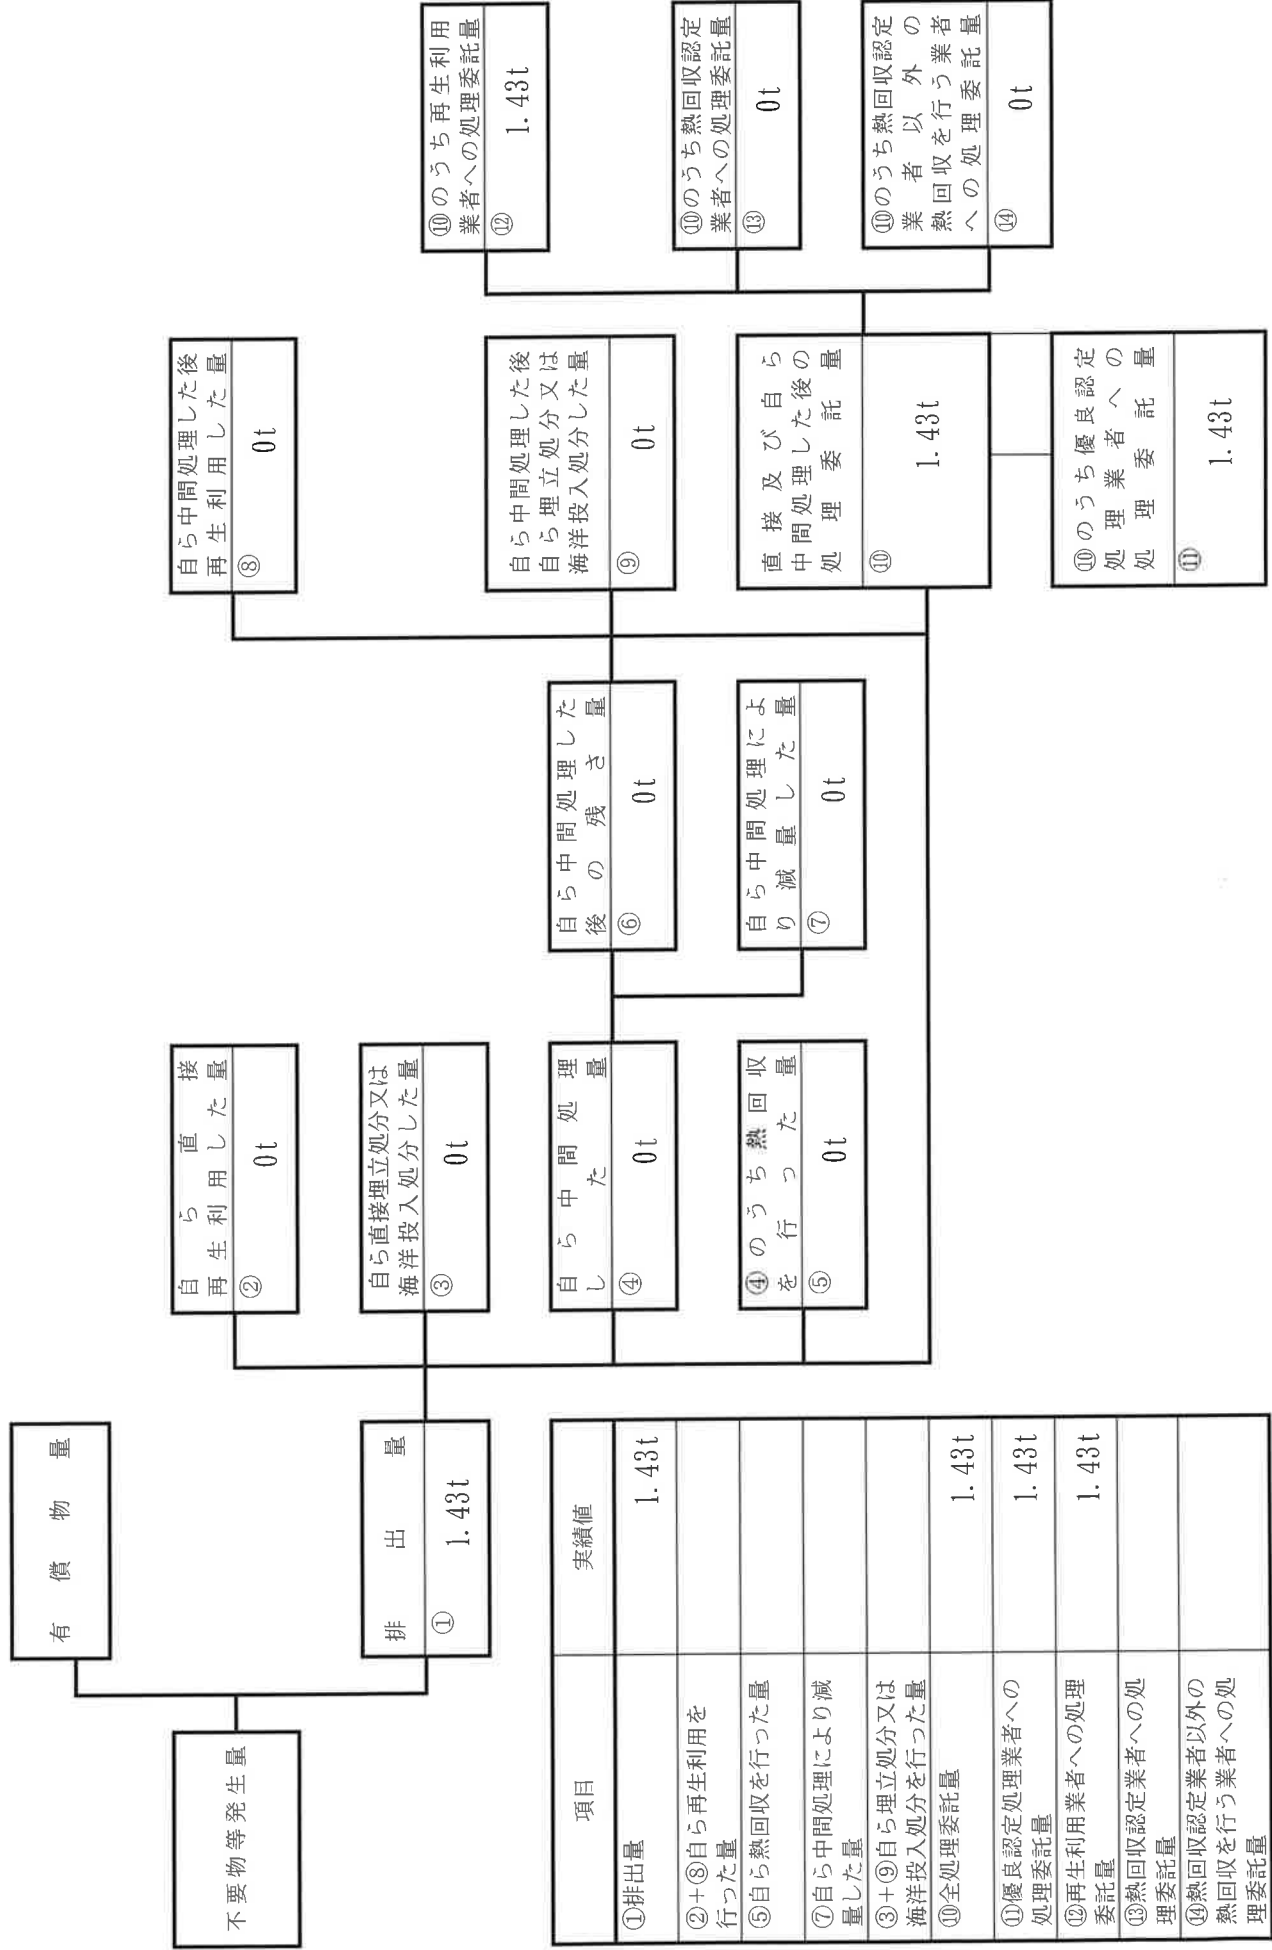 不要物等発生量
有償物量
排出量
①
1.43t
自ら直接
再生利用した量
②
0t
自ら直接埋立処分又は
海洋投入処分した量
③
0t
自ら中間処理
した量
④
0t
④のうち熱回収
を行った量
⑤
0t
自ら中間処理した
後の残さ量
⑥
0t
自ら中間処理によ
り減量した量
⑦
0t
自ら中間処理した後
再生利用した量
⑧
0t
自ら中間処理した後
自ら埋立処分又は
海洋投入処分した量
⑨
0t
直接及び自ら
中間処理した後の
処理委託量
⑩
1.43t
⑩のうち優良認定
処理業者への
処理委託量
⑪
1.43t
⑩のうち再生利用
業者への処理委託量
⑫
1.43t
⑩のうち熱回収認定
業者への処理委託量
⑬
0t
⑩のうち熱回収認定
業者以外の
熱回収を行う業者
への処理委託量
⑭
0t
項目
実績値
①排出量
1.43t
②+⑧自ら再生利用を
行った量
⑤自ら熱回収を行った量
⑦自ら中間処理により減
量した量
③+⑨自ら埋立処分又は
海洋投入処分を行った量
⑩全処理委託量
1.43t
⑪優良認定処理業者への
処理委託量
1.43t
⑫再生利用業者への処理
委託量
1.43t
⑬熱回収認定業者への処
理委託量
⑭熱回収認定業者以外の
熱回収を行う業者への処
理委託量